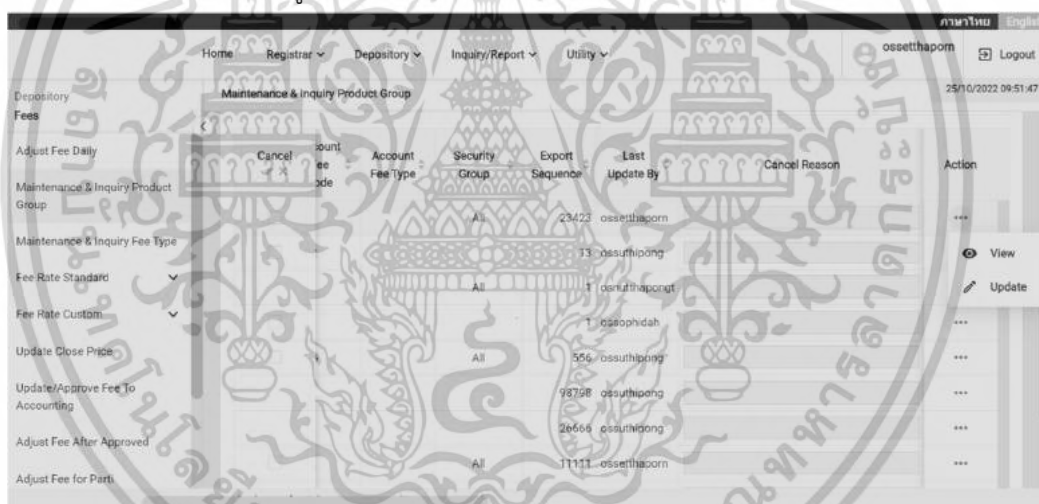 ภาษาไทย English
Home Registrar Depository Inquiry/Report Utility ossetthaporn Logout
Depository
Fees
Maintenance & Inquiry Product Group 25/10/2022 09:51:47
Adjust Fee Daily
Maintenance & Inquiry Product Group
Maintenance & Inquiry Fee Type
Fee Rate Standard
Fee Rate Custom
Update Close Price
Update/Approve Fee To Accounting
Adjust Fee After Approved
Adjust Fee for Parti
Cancel Account Fee Type Security Group Export Sequence Last Update By Cancel Reason Action
All 23423 ossetthaporn
13 ossuthipong
View
All 1 osnutthapongt
Update
1 ossophidah
All 556 ossuthipong
98798 ossuthipong
26666 ossuthipong
All 11111 ossetthaporn